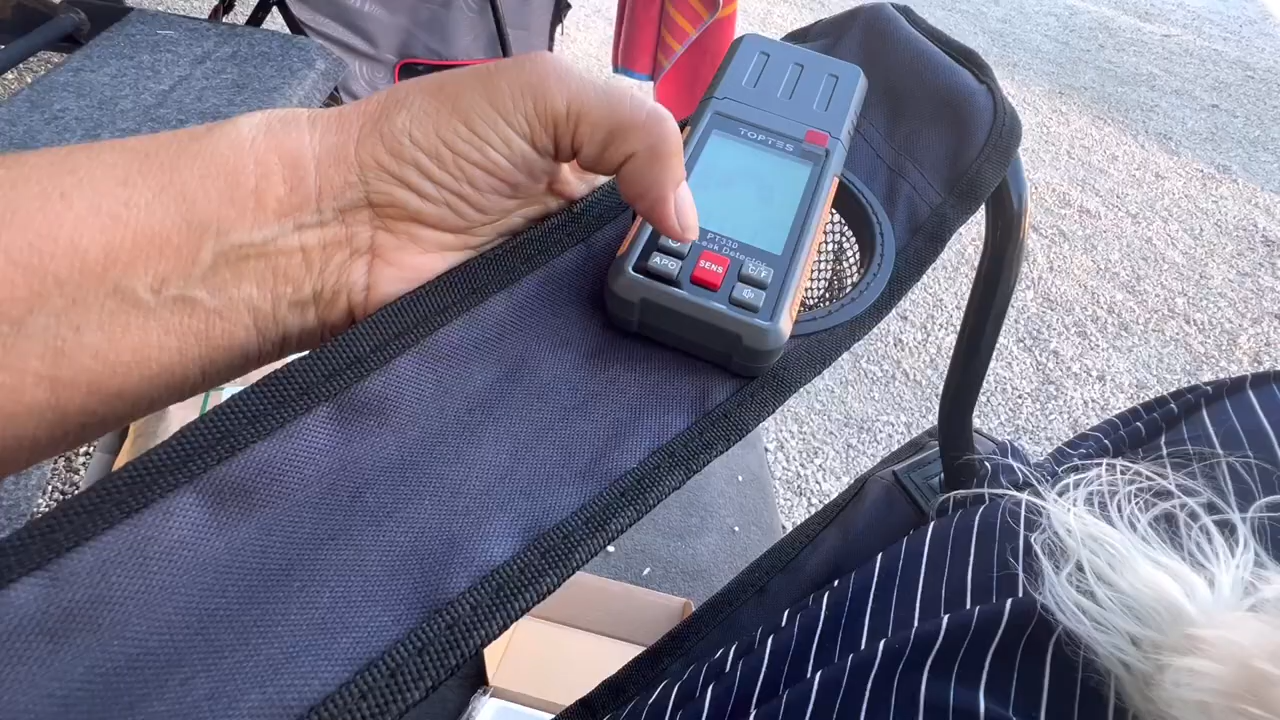 TOPTES
PT330
Leak Detector
APO
SENS
C/F